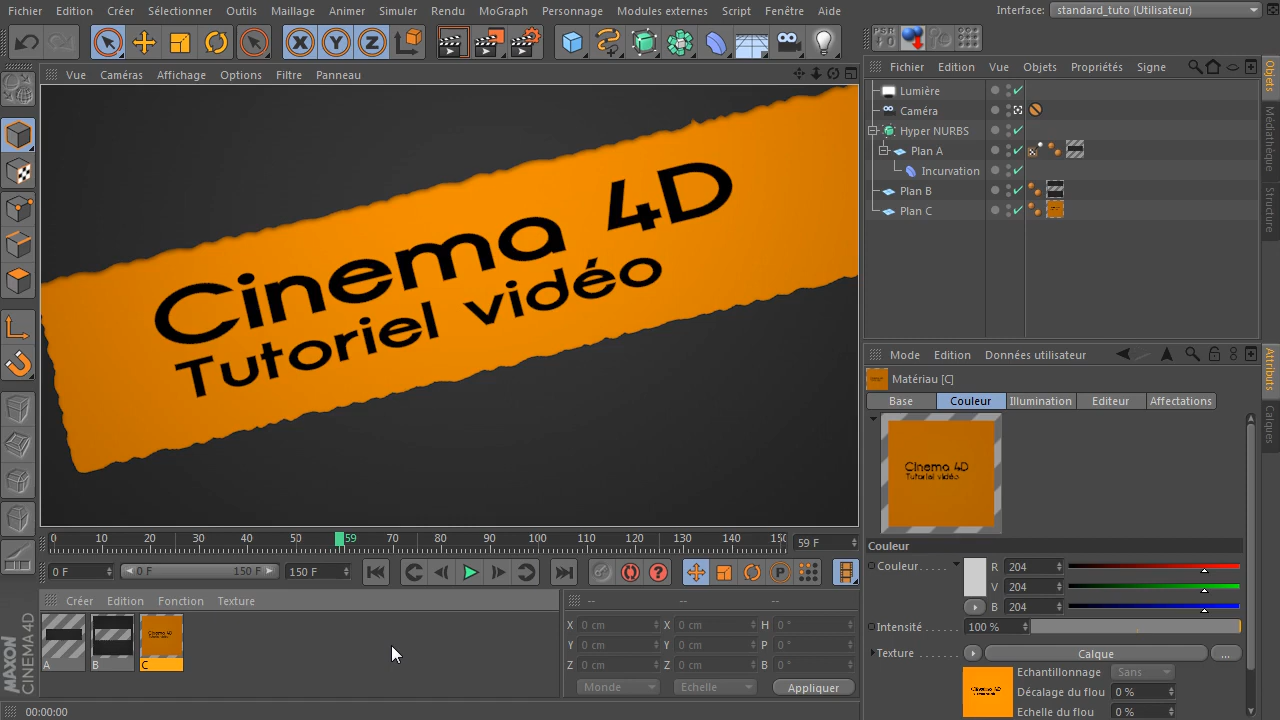 Fichier Edition Créer Sélectionner Outils Maillage Animer Simuler Rendu MoGraph Personnage Modules externes Script Fenêtre Aide Interface: standard_tuto (Utilisateur)
X Y Z PSR
Vue Caméras Affichage Options Filtre Panneau
Fichier Edition Vue Objets Propriétés Signe
Objets
Médiathèque
Structure
Lumière
Caméra
Hyper NURBS
Plan A
Incurvation
Plan B
Plan C
Cinema 4D
Tutoriel vidéo
Mode Edition Données utilisateur
Attributs
Calques
Matériau [C]
Base Couleur Illumination Editeur Affectations
Cinema 4D
Tutoriel vidéo
Couleur
Couleur R 204
V 204
B 204
Intensité 100 %
Texture Calque ...
Cinema 4D
Echantillonnage Sans
Décalage du flou 0 %
Echelle du flou 0 %
0 10 20 30 40 50 59 70 80 90 100 110 120 130 140 15 59 F
0 F 0 F 150 F 150 F
P
Créer Edition Fonction Texture
-- -- --
Cinema 4D
A B C
X 0 cm X 0 cm H 0 °
Y 0 cm Y 0 cm P 0 °
Z 0 cm Z 0 cm B 0 °
Monde Echelle Appliquer
MAXON
CINEMA 4D
00:00:00